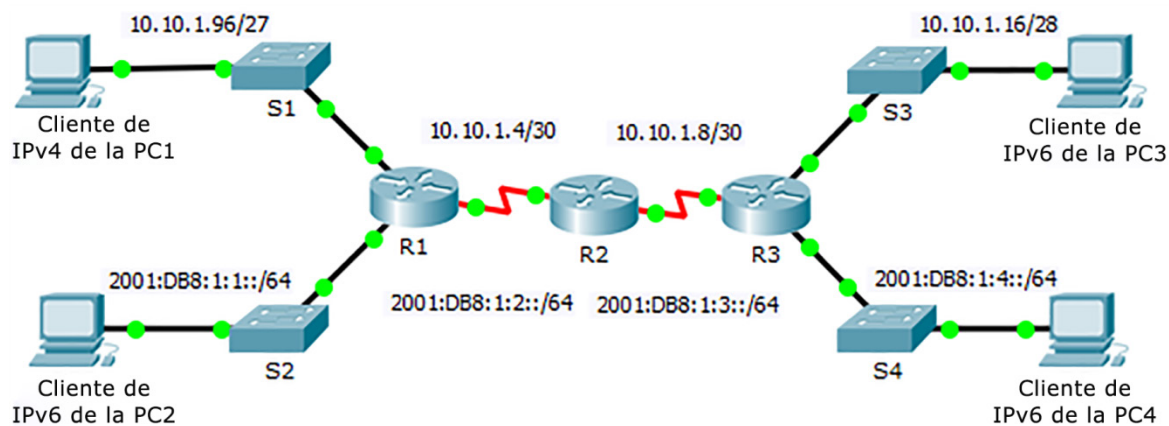 10.10.1.96/27
S1
Cliente de
IPv4 de la PC1
10.10.1.4/30
10.10.1.8/30
10.10.1.16/28
S3
Cliente de
IPv6 de la PC3
R1
R2
R3
2001:DB8:1:1::/64
2001:DB8:1:2::/64
2001:DB8:1:3::/64
2001:DB8:1:4::/64
S2
Cliente de
IPv6 de la PC2
S4
Cliente de
IPv6 de la PC4